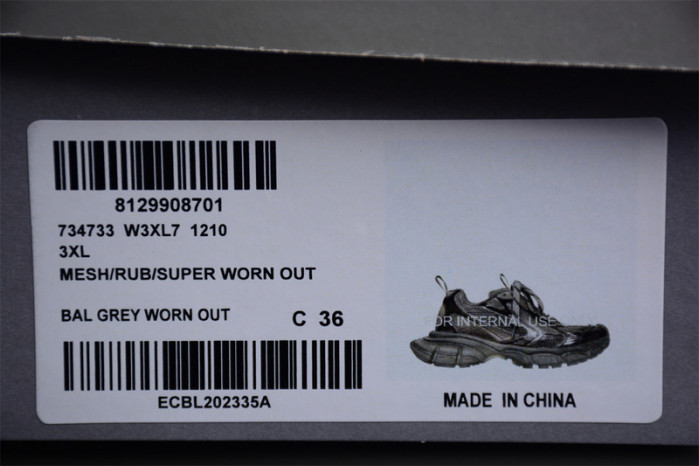 8129908701
734733 W3XL7 1210
3XL
MESH/RUB/SUPER WORN OUT
BAL GREY WORN OUT
C 36
ECBL202335A
OR INTERNAL USE
MADE IN CHINA